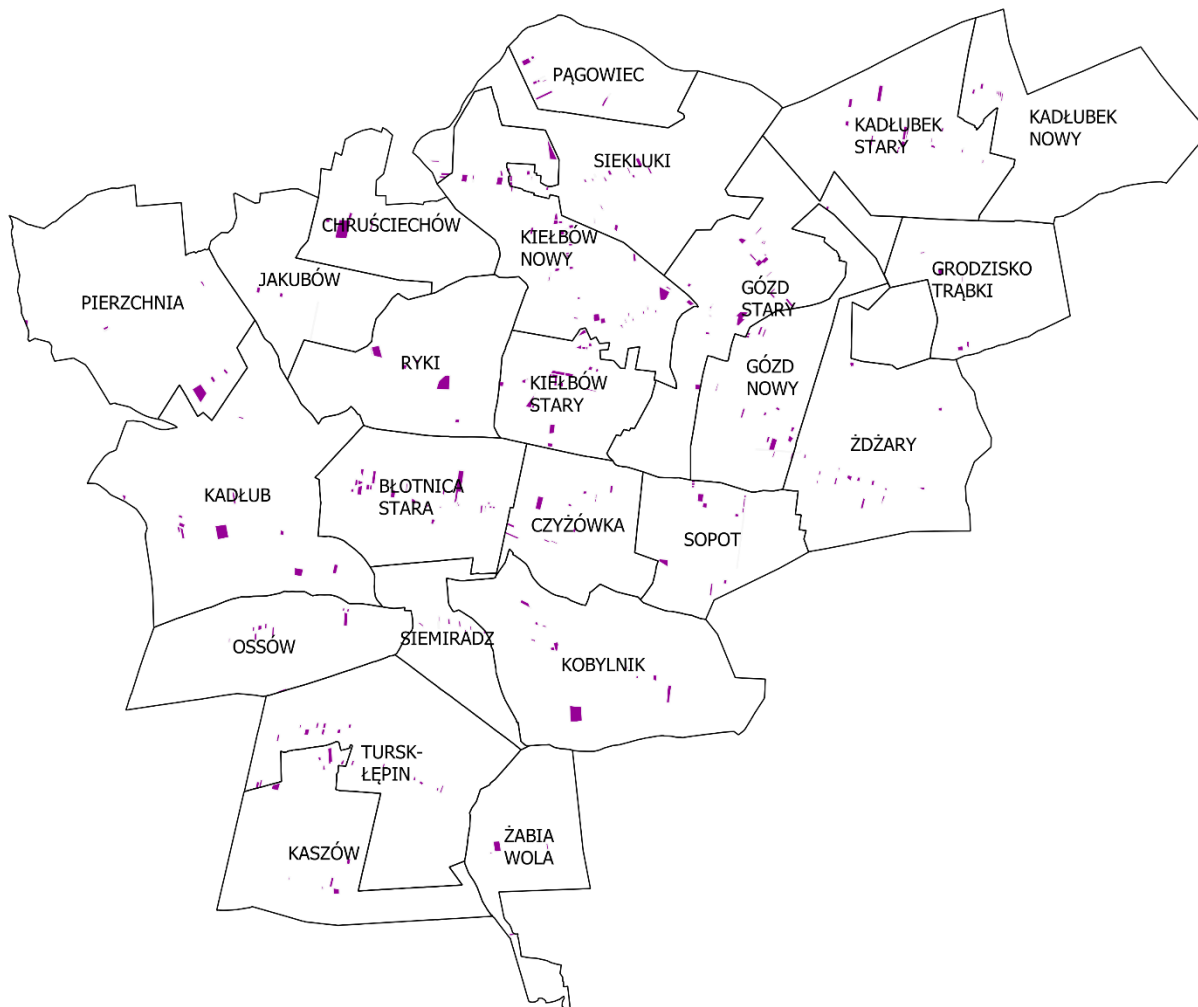 PĄGOWIEC
KADŁUBEK
STARY
KADŁUBEK
NOWY
SIEKLUKI
CHRUŚCIECHÓW
KIEŁBÓW
NOWY
JAKUBÓW
PIERZCHNIA
GÓZD
STARY
GRODZISKO
TRĄBKI
RYKI
KIEŁBÓW
STARY
GÓZD
NOWY
ŻDŻARY
KADŁUB
BŁOTNICA
STARA
CZYŻÓWKA
SOPOT
OSSÓW
SIEMIRADZ
KOBYLNIK
TURSK-
ŁĘPIN
KASZÓW
ŻABIA
WOLA